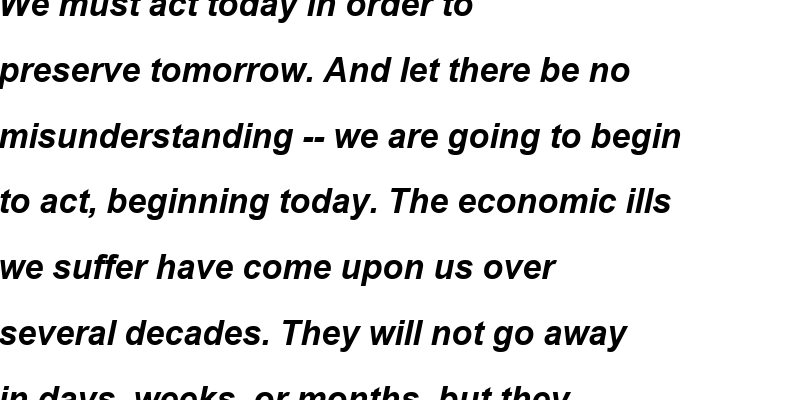 We must act today in order to
preserve tomorrow. And let there be no
misunderstanding -- we are going to begin
to act, beginning today. The economic ills
we suffer have come upon us over
several decades. They will not go away
in days, weeks, or months, but they